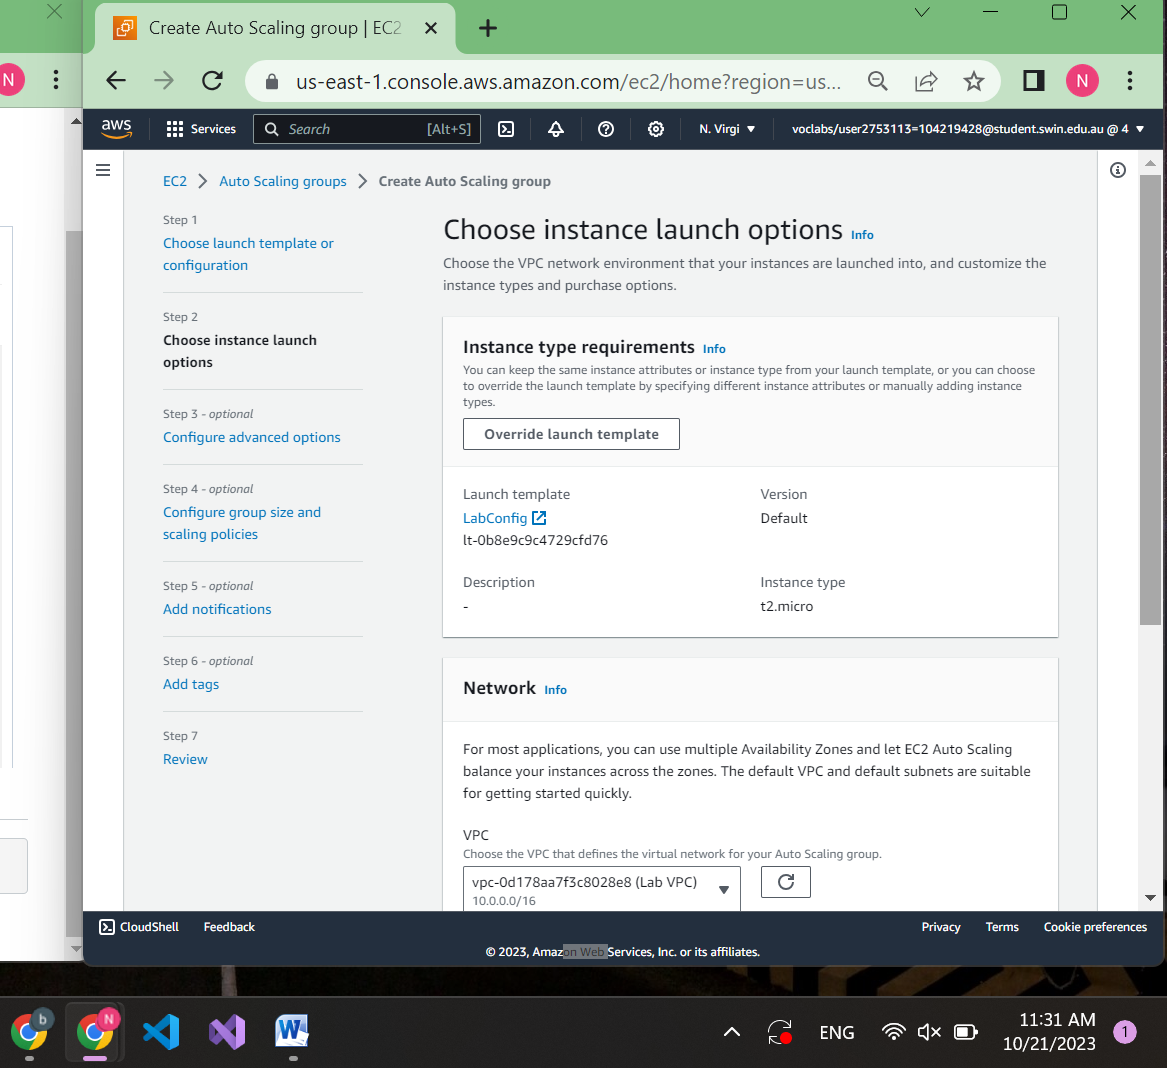 Create Auto Scaling group | EC2
N
us-east-1.console.aws.amazon.com/ec2/home?region=us...
N
aws
Services
Search
[Alt+S]
N. Virgi
voclabs/user2753113=104219428@student.swin.edu.au @ 4
EC2
Auto Scaling groups
Create Auto Scaling group
Step 1
Choose launch template or
configuration
Step 2
Choose instance launch
options
Step 3 - optional
Configure advanced options
Step 4 - optional
Configure group size and
scaling policies
Step 5 - optional
Add notifications
Step 6 - optional
Add tags
Step 7
Review
Choose instance launch options Info
Choose the VPC network environment that your instances are launched into, and customize the
instance types and purchase options.
Instance type requirements Info
You can keep the same instance attributes or instance type from your launch template, or you can choose
to override the launch template by specifying different instance attributes or manually adding instance
types.
Override launch template
Launch template
LabConfig
lt-0b8e9c9c4729cfd76
Version
Default
Description
-
Instance type
t2.micro
Network Info
For most applications, you can use multiple Availability Zones and let EC2 Auto Scaling
balance your instances across the zones. The default VPC and default subnets are suitable
for getting started quickly.
VPC
Choose the VPC that defines the virtual network for your Auto Scaling group.
vpc-0d178aa7f3c8028e8 (Lab VPC)
10.0.0.0/16
CloudShell
Feedback
Privacy
Terms
Cookie preferences
© 2023, Amazon Web Services, Inc. or its affiliates.
b
N
W
ENG
11:31 AM
10/21/2023
1